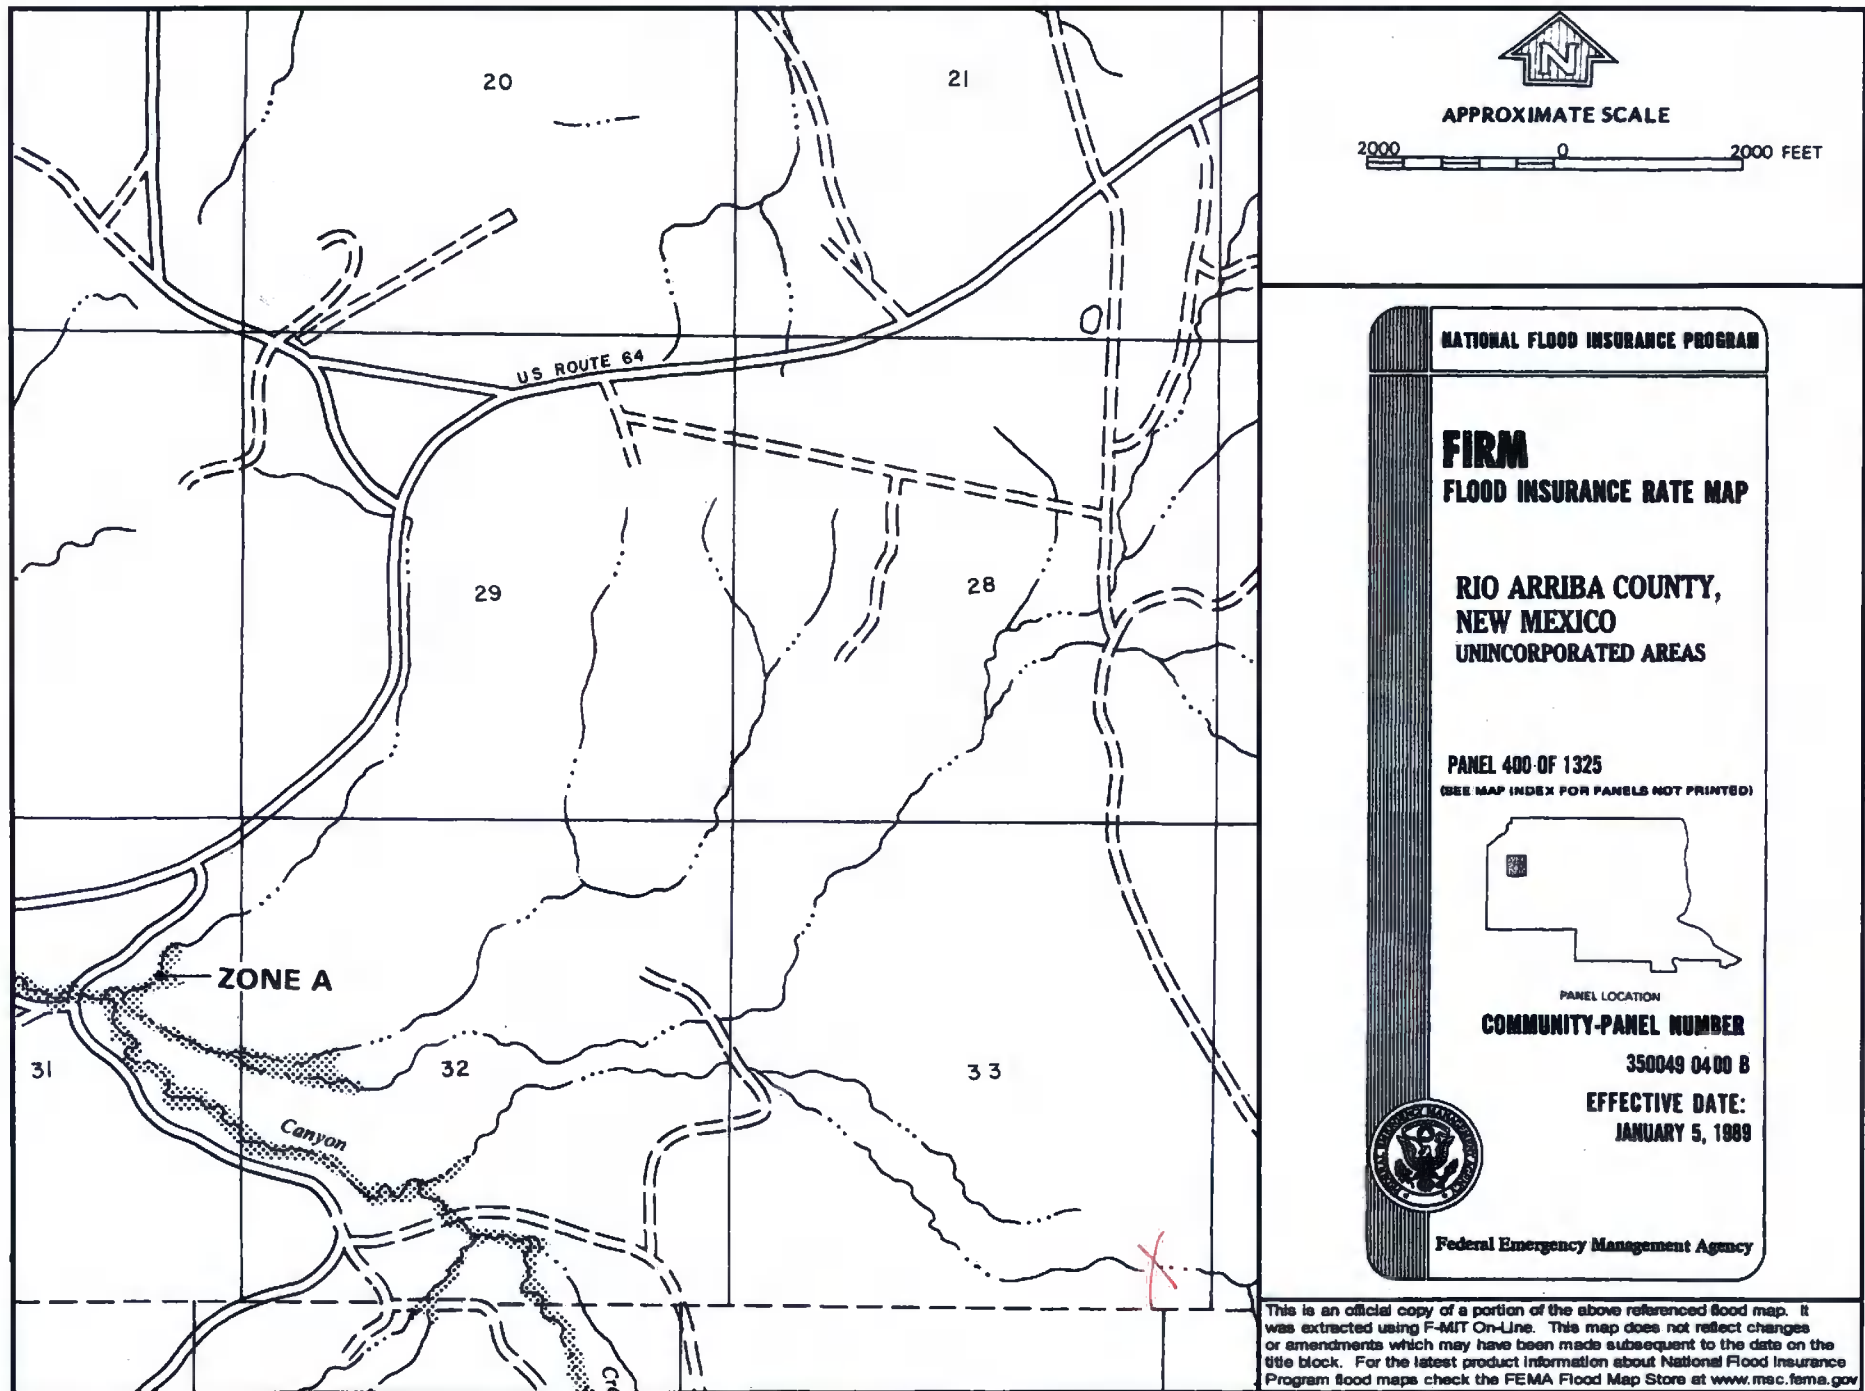 20
21
US ROUTE 64
29
28
ZONE A
31
32
33
Canyon
Cre
N
APPROXIMATE SCALE
2000 0 2000 FEET
NATIONAL FLOOD INSURANCE PROGRAM
FIRM
FLOOD INSURANCE RATE MAP
RIO ARRIBA COUNTY,
NEW MEXICO
UNINCORPORATED AREAS
PANEL 400 OF 1325
(SEE MAP INDEX FOR PANELS NOT PRINTED)
PANEL LOCATION
COMMUNITY-PANEL NUMBER
350049 0400 B
EFFECTIVE DATE:
JANUARY 5, 1989
FEDERAL EMERGENCY MANAGEMENT AGENCY
Federal Emergency Management Agency
This is an official copy of a portion of the above referenced flood map. It
was extracted using F-MIT On-Line. This map does not reflect changes
or amendments which may have been made subsequent to the date on the
title block. For the latest product information about National Flood Insurance
Program flood maps check the FEMA Flood Map Store at www.msc.fema.gov